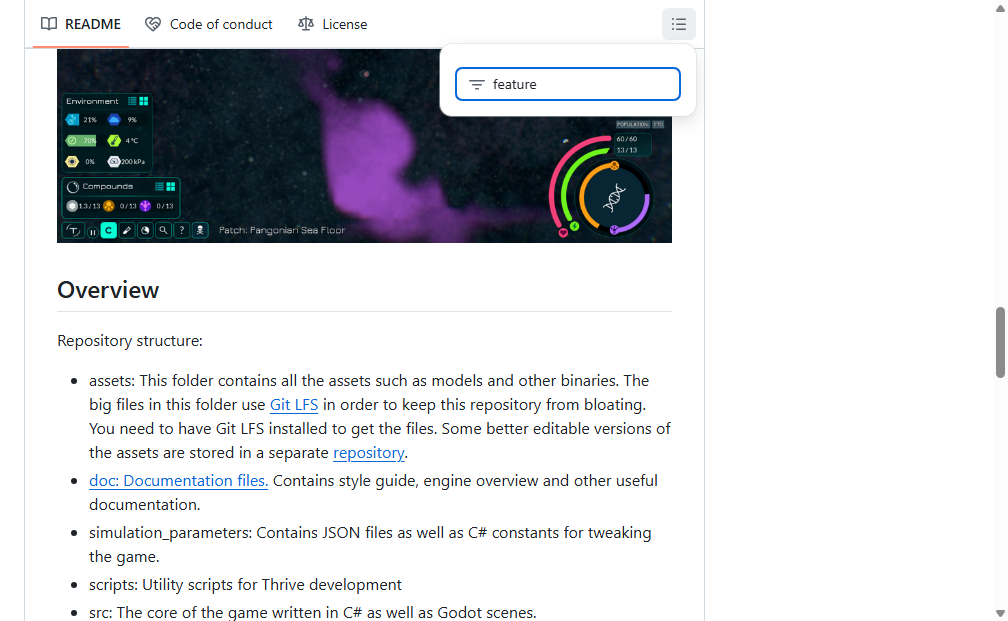 README
Code of conduct
License
feature
Environment
21%
9%
70%
4°C
0%
200 kPa
Compounds
13/13
0/13
0/13
C
?
Patch: Pangonian Sea Floor
POPULATION: 170
60/60
13/13
Overview
Repository structure:
assets: This folder contains all the assets such as models and other binaries. The
big files in this folder use Git LFS in order to keep this repository from bloating.
You need to have Git LFS installed to get the files. Some better editable versions of
the assets are stored in a separate repository.
doc: Documentation files. Contains style guide, engine overview and other useful
documentation.
simulation_parameters: Contains JSON files as well as C# constants for tweaking
the game.
scripts: Utility scripts for Thrive development
src: The core of the game written in C# as well as Godot scenes.